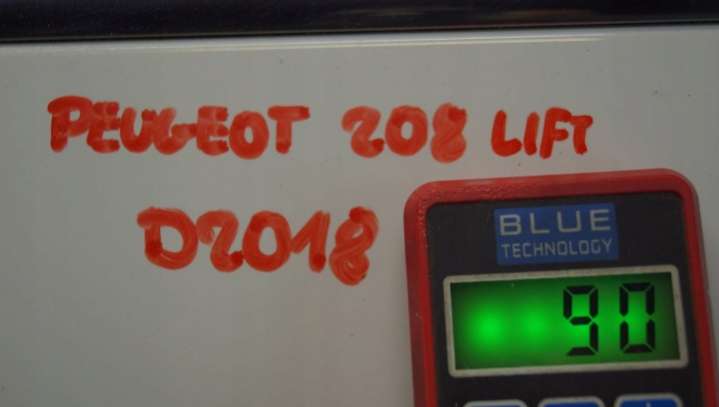 PEUGEOT 208 LIFT
D2018
BLUE
TECHNOLOGY
90